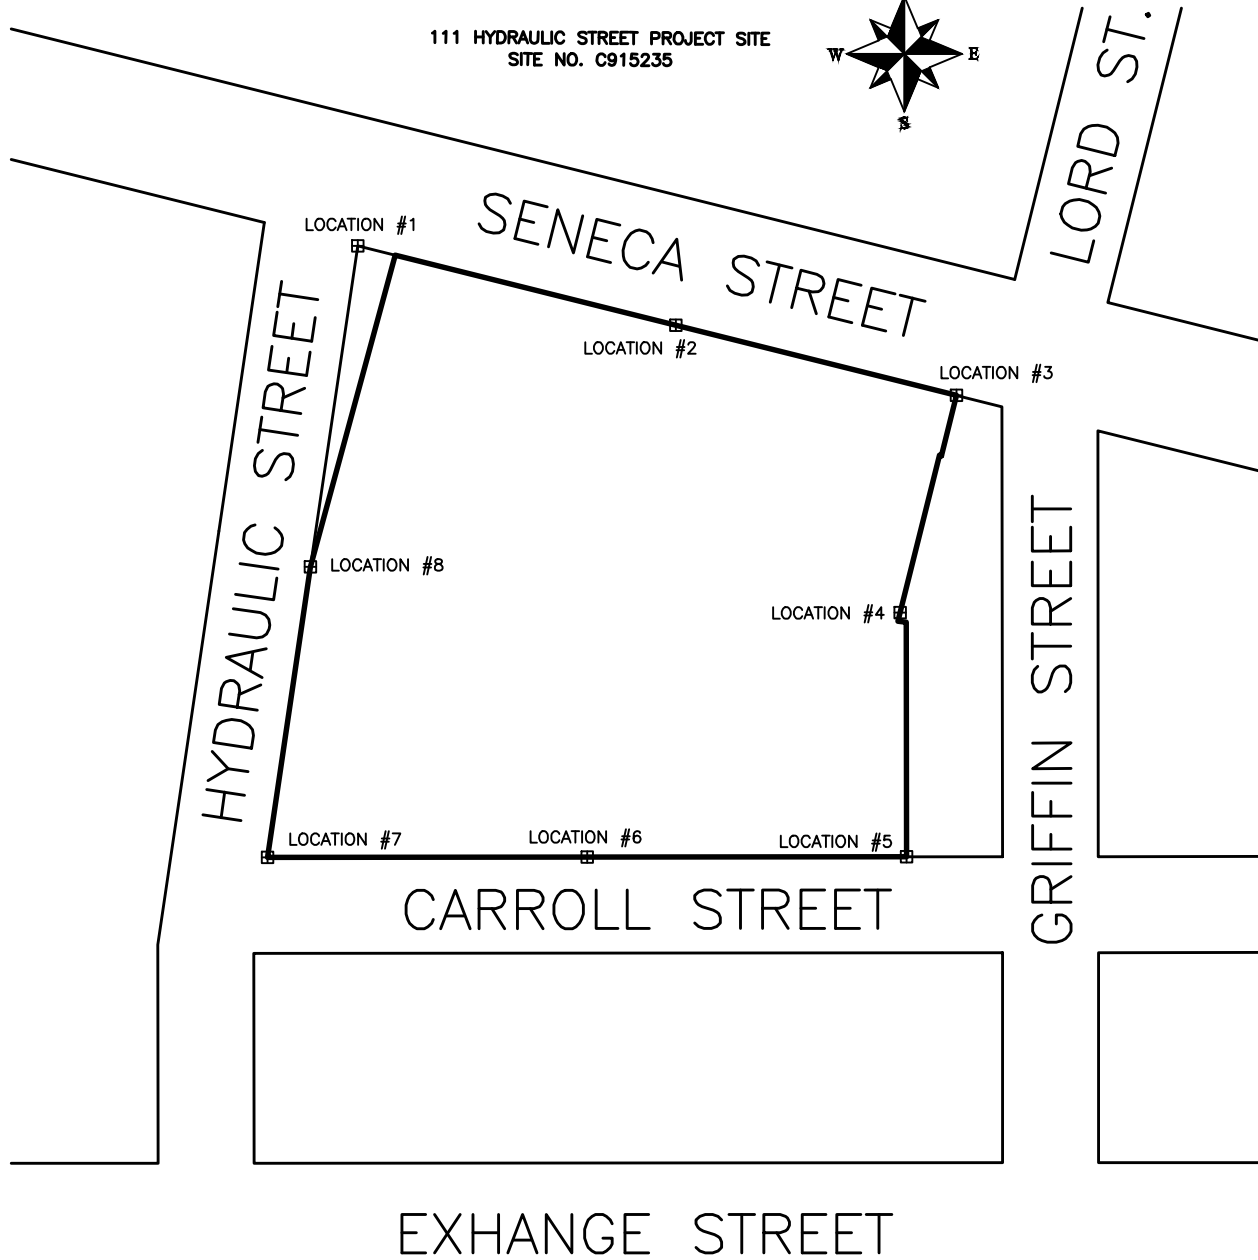 111 HYDRAULIC STREET PROJECT SITE
SITE NO. C915235
W
E
S
LORD ST.
SENECA STREET
LOCATION #1
LOCATION #2
LOCATION #3
HYDRAULIC STREET
LOCATION #8
LOCATION #4
GRIFFIN STREET
LOCATION #7
LOCATION #6
LOCATION #5
CARROLL STREET
EXHANGE STREET